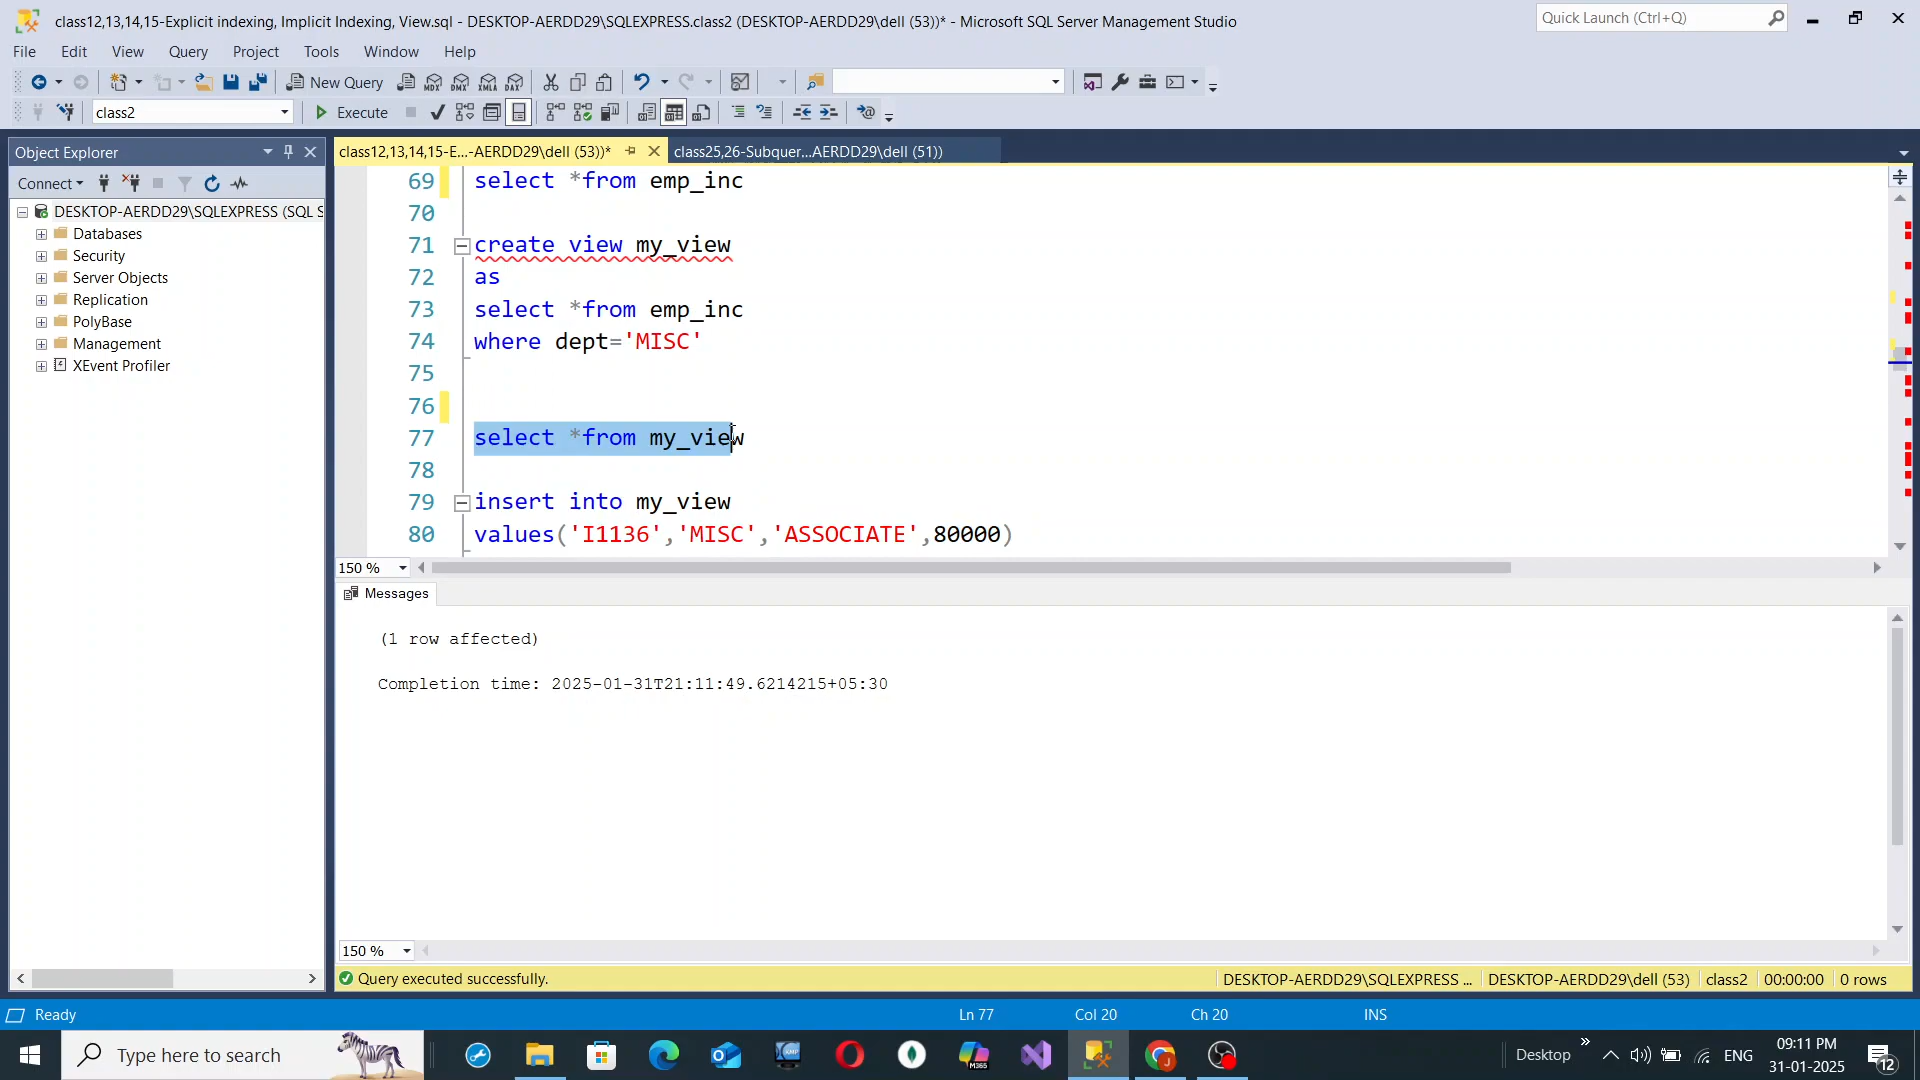 class12,13,14,15-Explicit indexing, Implicit Indexing, View.sql - DESKTOP-AERDD29\SQLEXPRESS.class2 (DESKTOP-AERDD29\dell (53))* - Microsoft SQL Server Management Studio
Quick Launch (Ctrl+Q)
File Edit View Query Project Tools Window Help
New Query
MDX DMX XMLA DAX
class2
Execute
Object Explorer
class12,13,14,15-E...-AERDD29\dell (53))*
class25,26-Subquer...AERDD29\dell (51))
Connect
DESKTOP-AERDD29\SQLEXPRESS (SQL S
Databases
Security
Server Objects
Replication
PolyBase
Management
XEvent Profiler
69 select *from emp_inc
70
71 create view my_view
72 as
73 select *from emp_inc
74 where dept='MISC'
75
76
77 select *from my_view
78
79 insert into my_view
80 values('I1136','MISC','ASSOCIATE',80000)
150 %
Messages
(1 row affected)
Completion time: 2025-01-31T21:11:49.6214215+05:30
150 %
Query executed successfully.
DESKTOP-AERDD29\SQLEXPRESS ... DESKTOP-AERDD29\dell (53) class2 00:00:00 0 rows
Ready Ln 77 Col 20 Ch 20 INS
Type here to search
M365
Desktop
ENG
09:11 PM
31-01-2025
12